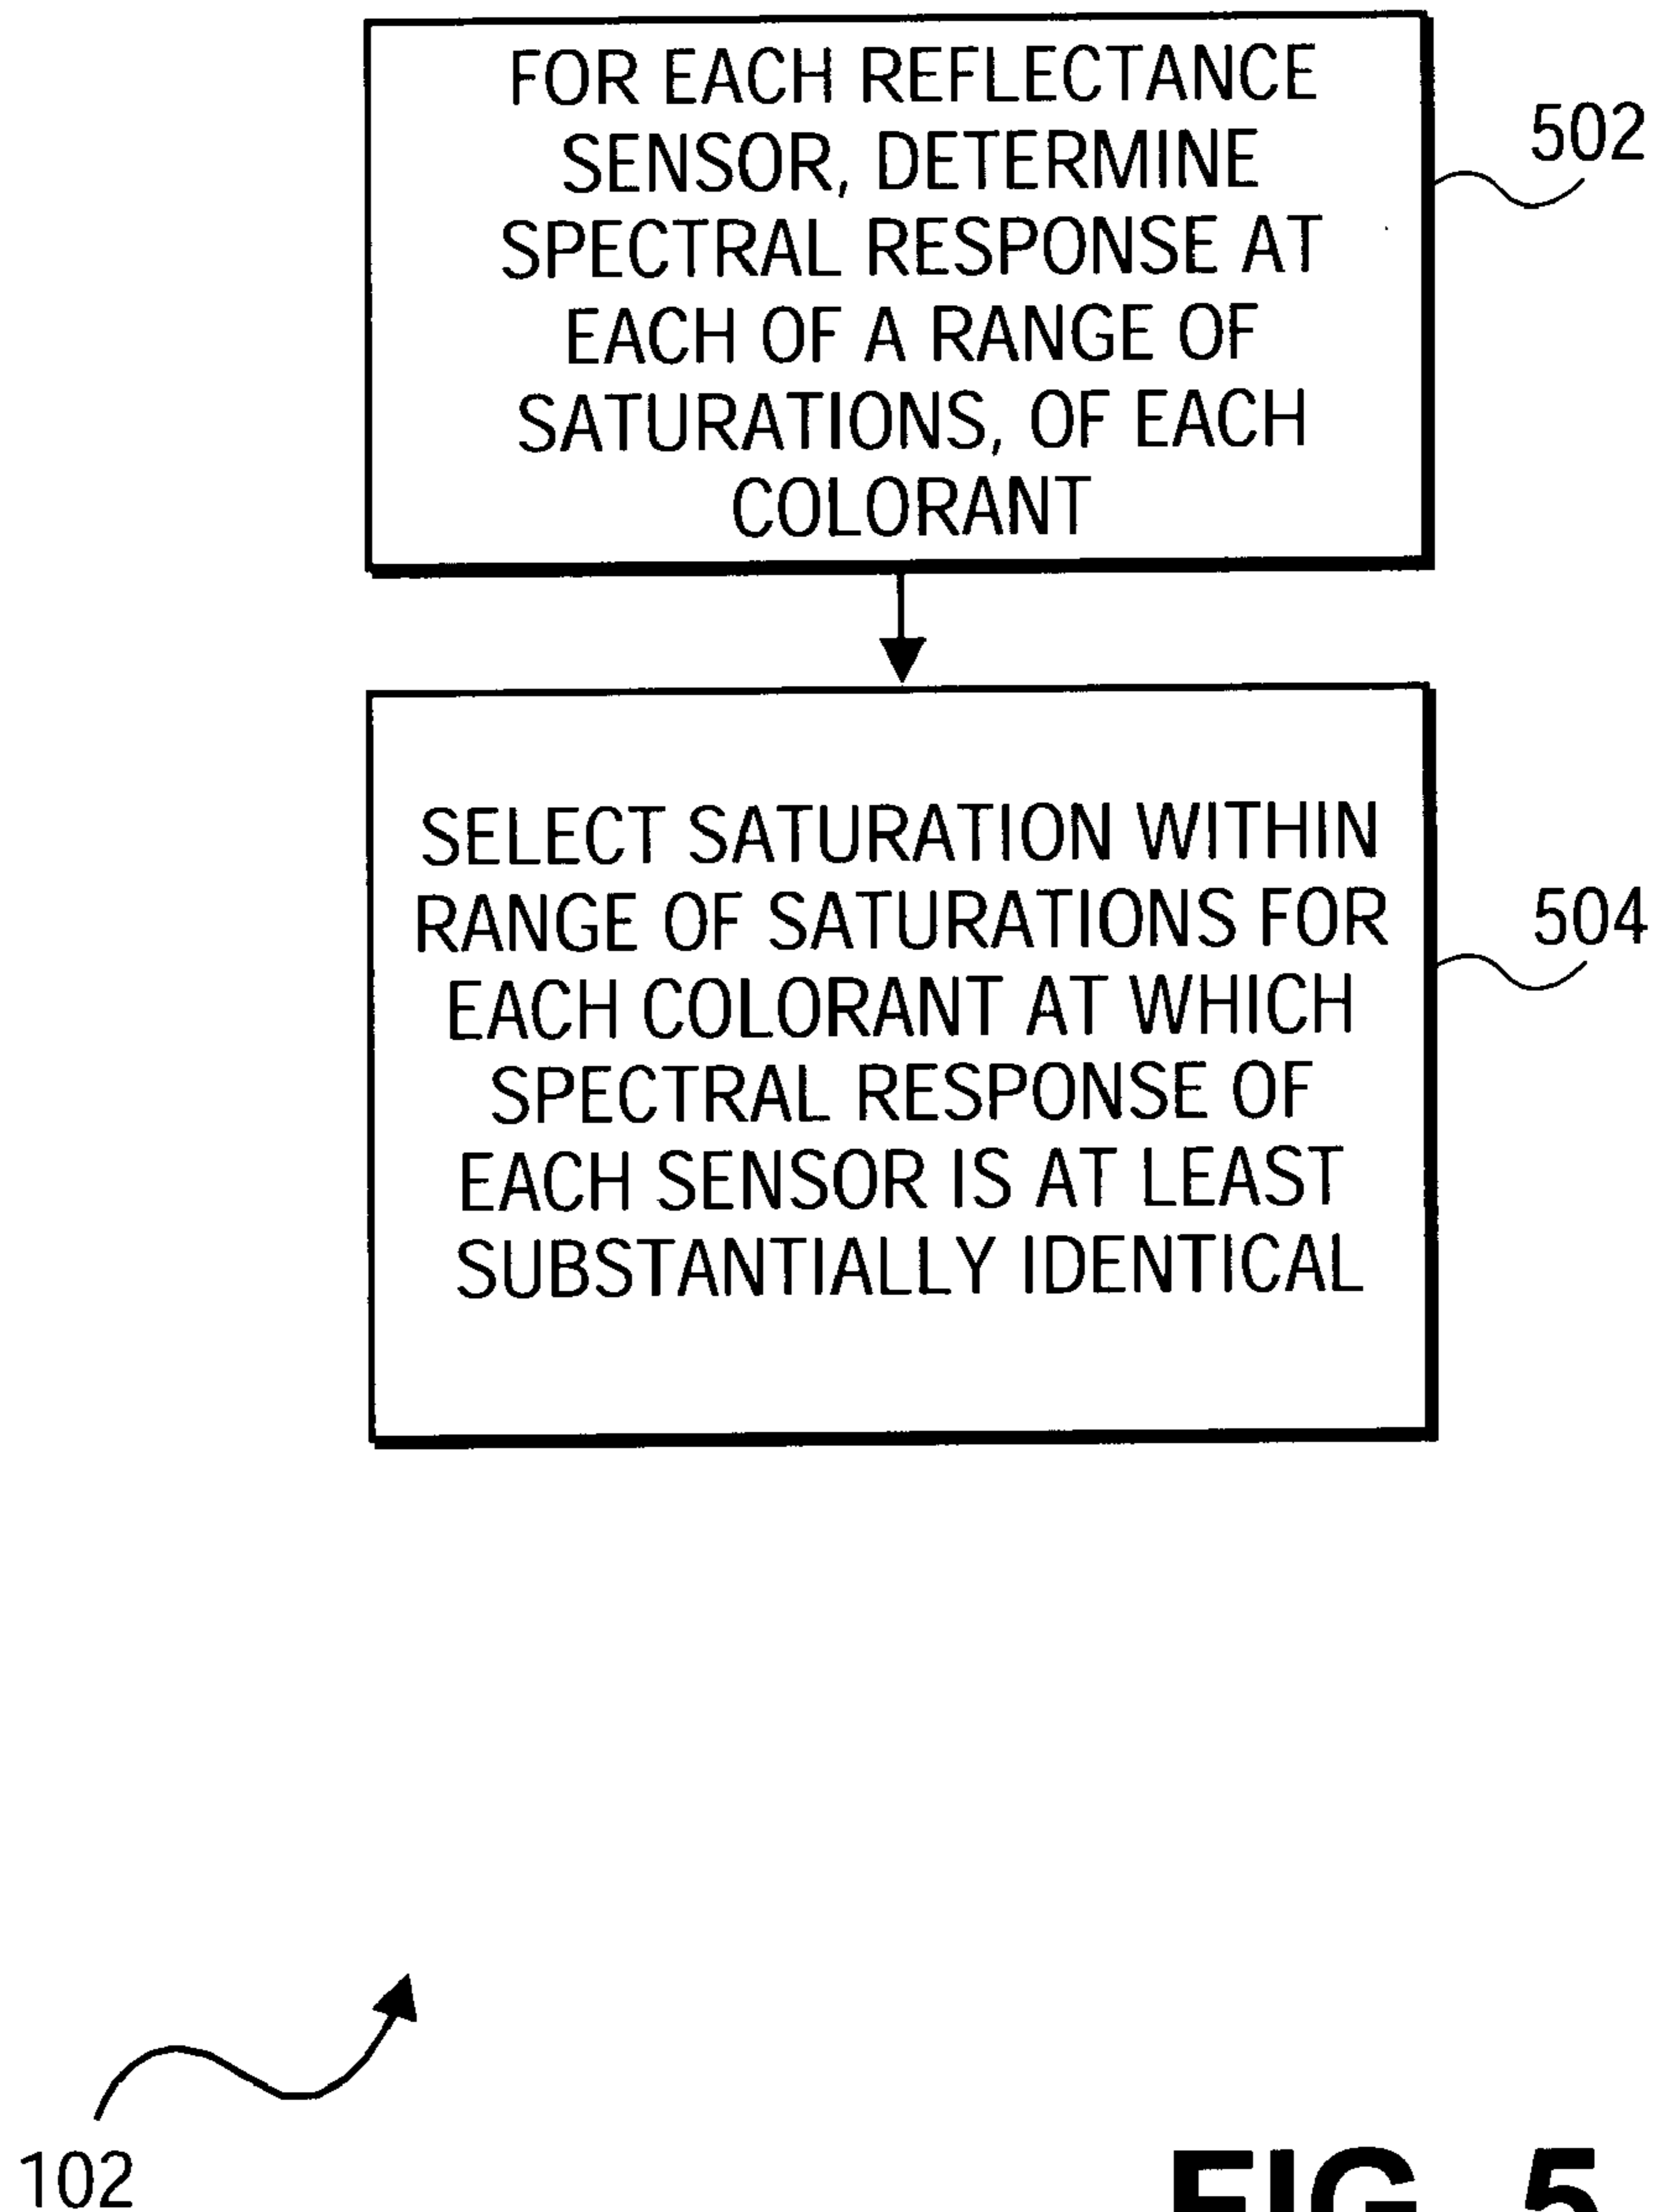 FOR EACH REFLECTANCE
SENSOR, DETERMINE
SPECTRAL RESPONSE AT
EACH OF A RANGE OF
SATURATIONS, OF EACH
COLORANT
502
SELECT SATURATION WITHIN
RANGE OF SATURATIONS FOR
EACH COLORANT AT WHICH
SPECTRAL RESPONSE OF
EACH SENSOR IS AT LEAST
SUBSTANTIALLY IDENTICAL
504
102
FIG. 5